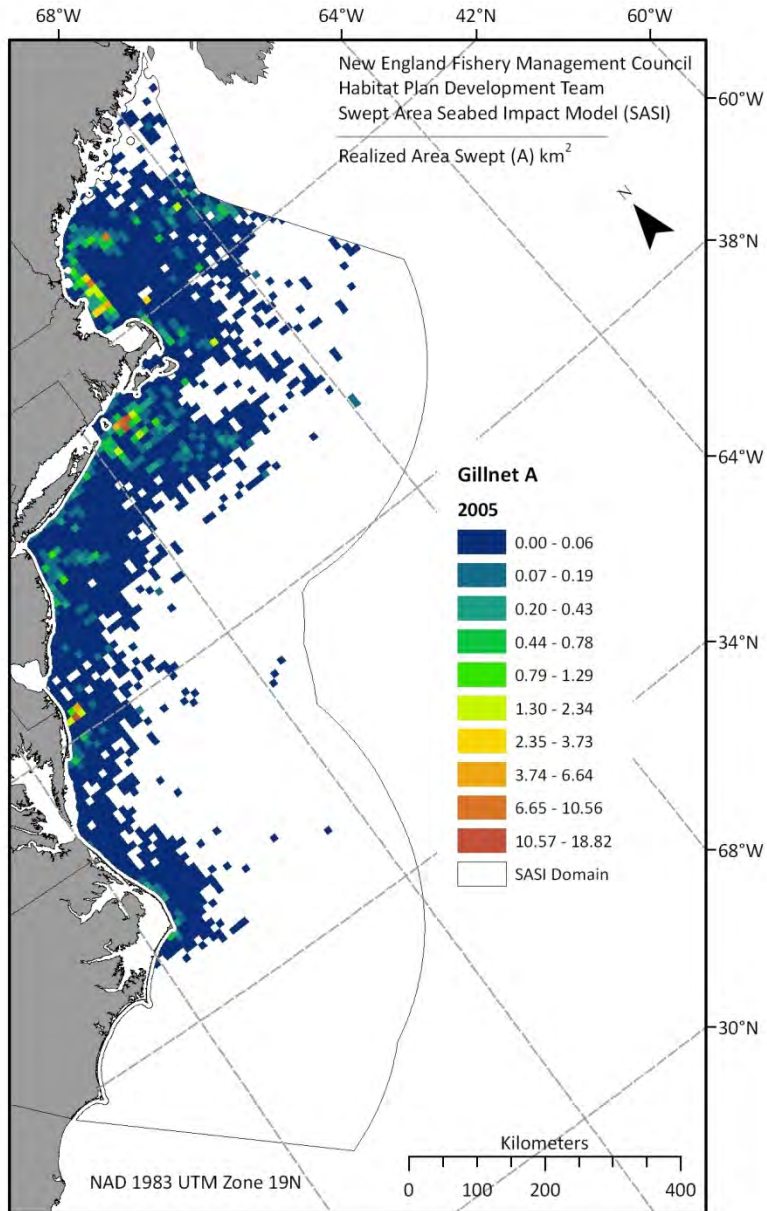 68°W 64°W 42°N 60°W
New England Fishery Management Council
Habitat Plan Development Team
Swept Area Seabed Impact Model (SASI)
Realized Area Swept (A) km²
60°W
N
38°N
64°W
Gillnet A
2005
0.00 - 0.06
0.07 - 0.19
0.20 - 0.43
0.44 - 0.78
0.79 - 1.29
1.30 - 2.34
2.35 - 3.73
3.74 - 6.64
6.65 - 10.56
10.57 - 18.82
SASI Domain
34°N
68°W
30°N
Kilometers
0 100 200 400
NAD 1983 UTM Zone 19N